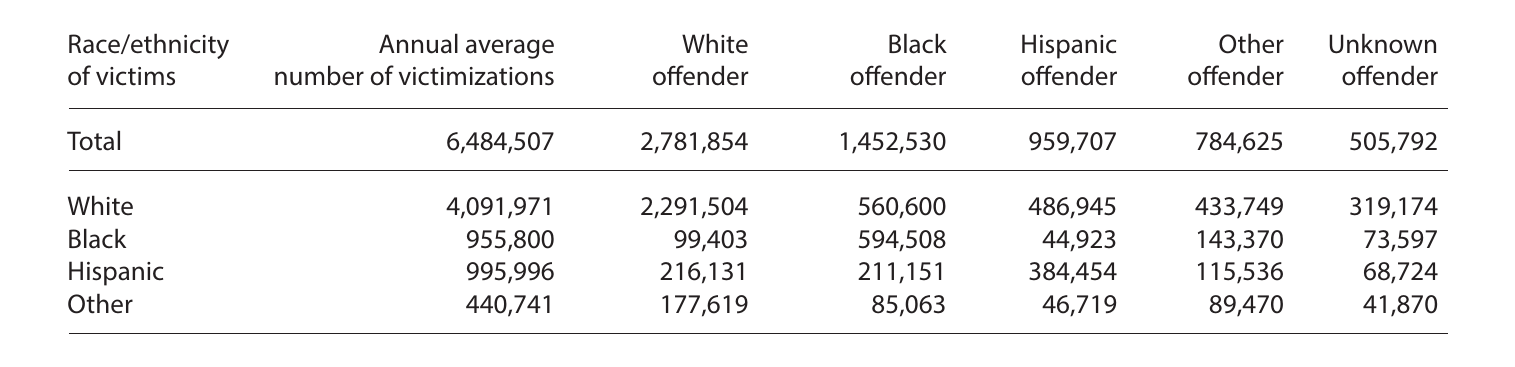 Race/ethnicity Annual average White Black Hispanic Other Unknown
of victims number of victimizations offender offender offender offender offender
Total 6,484,507 2,781,854 1,452,530 959,707 784,625 505,792
White 4,091,971 2,291,504 560,600 486,945 433,749 319,174
Black 955,800 99,403 594,508 44,923 143,370 73,597
Hispanic 995,996 216,131 211,151 384,454 115,536 68,724
Other 440,741 177,619 85,063 46,719 89,470 41,870